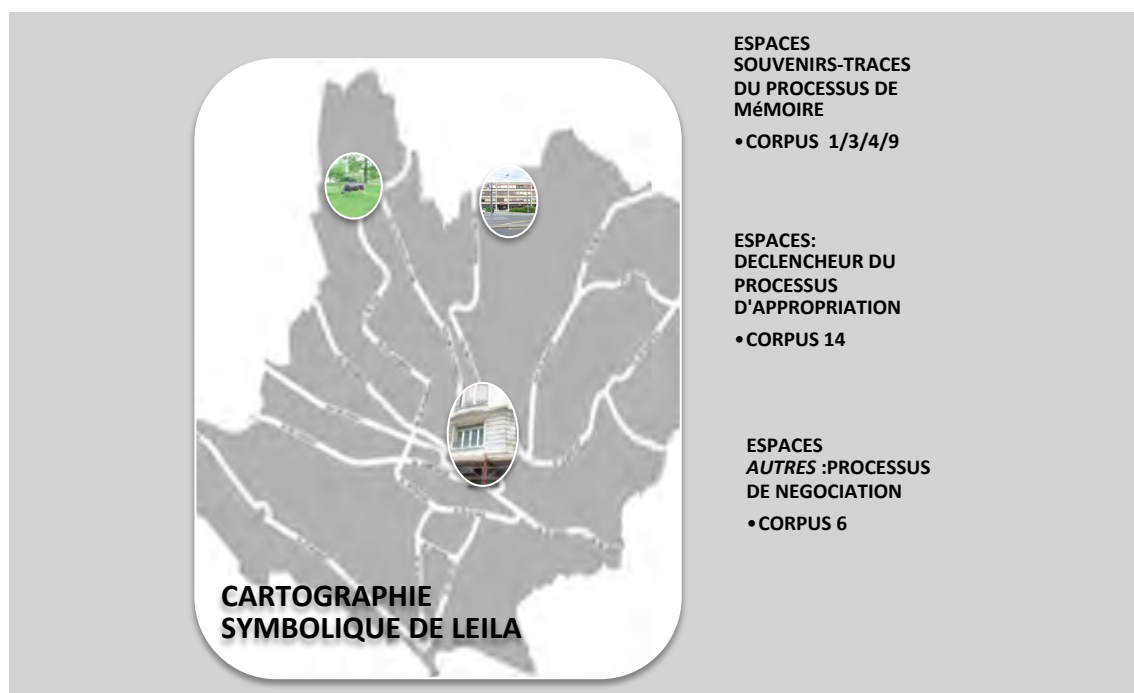 ESPACES
SOUVENIRS-TRACES
DU PROCESSUS DE
MéMOIRE
•CORPUS 1/3/4/9
ESPACES:
DECLENCHEUR DU
PROCESSUS
D'APPROPRIATION
•CORPUS 14
ESPACES
AUTRES :PROCESSUS
DE NEGOCIATION
•CORPUS 6
CARTOGRAPHIE
SYMBOLIQUE DE LEILA